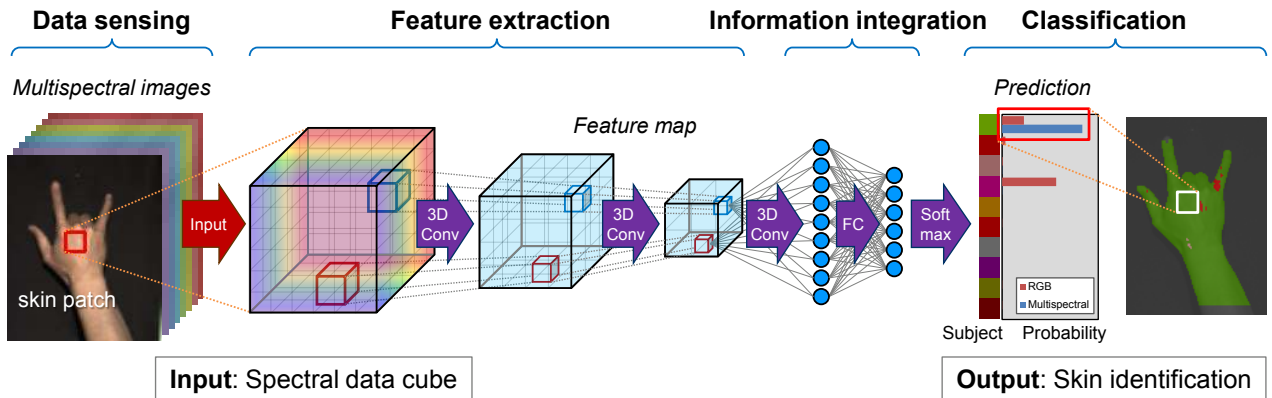 Data sensing
Feature extraction
Information integration
Classification
Multispectral images
Feature map
Prediction
skin patch
Input
3D
Conv
3D
Conv
3D
Conv
FC
Soft
max
RGB
Multispectral
Subject
Probability
Input: Spectral data cube
Output: Skin identification